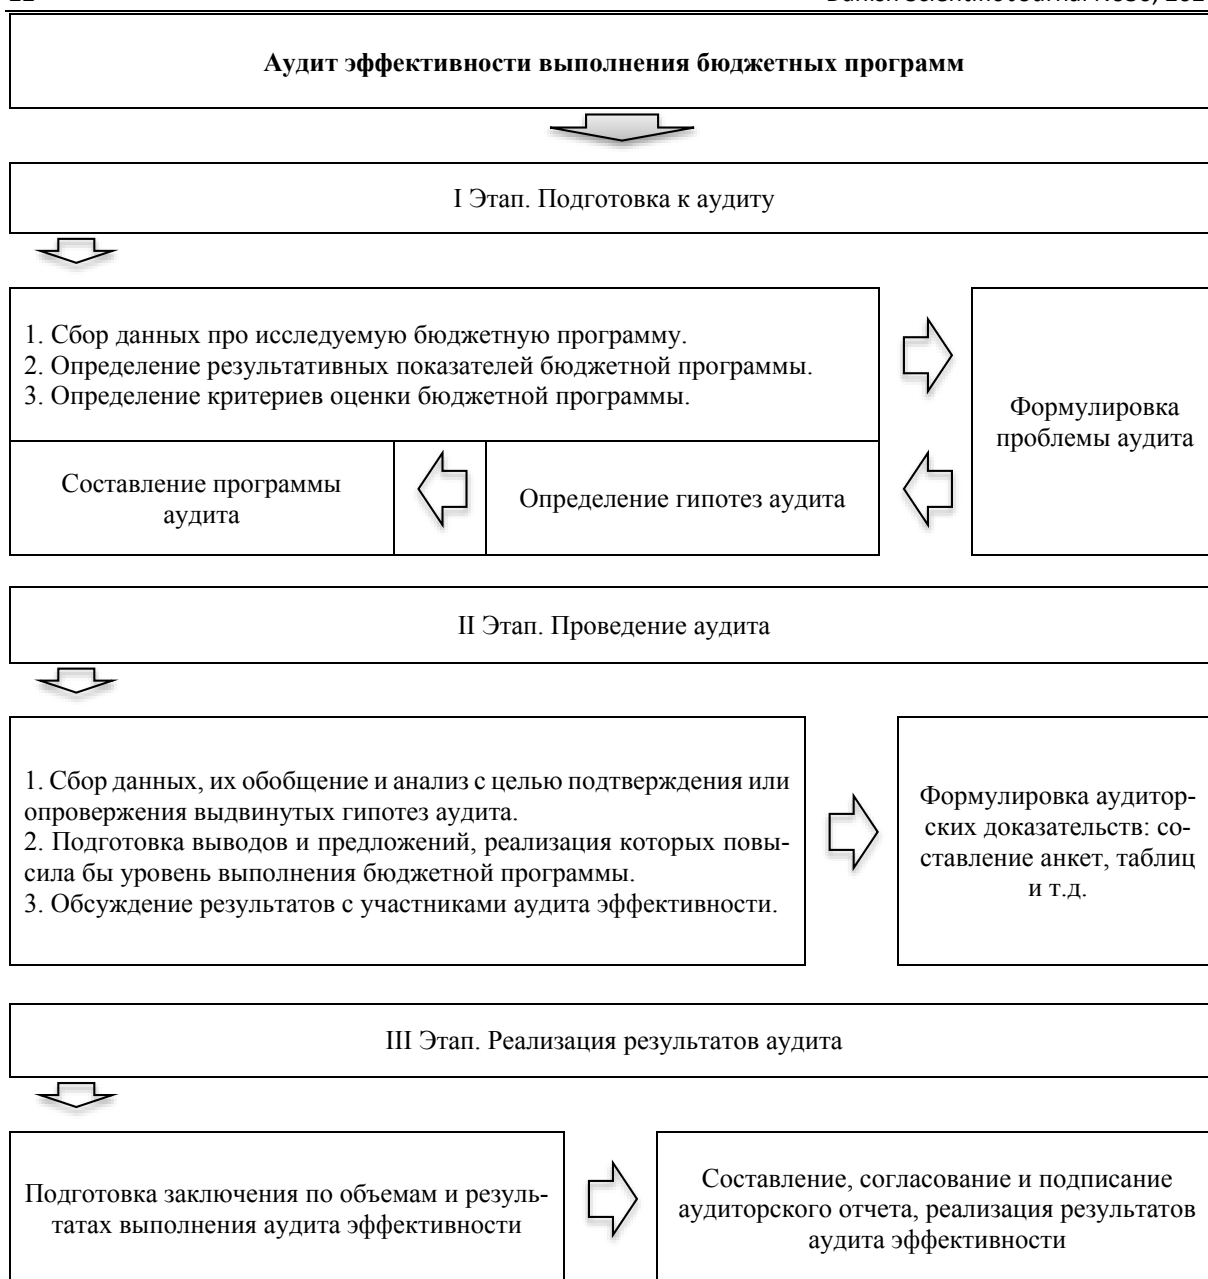 Аудит эффективности выполнения бюджетных программ
I Этап. Подготовка к аудиту
1. Сбор данных про исследуемую бюджетную программу.
2. Определение результативных показателей бюджетной программы.
3. Определение критериев оценки бюджетной программы.
Формулировка
проблемы аудита
Составление программы
аудита
Определение гипотез аудита
II Этап. Проведение аудита
1. Сбор данных, их обобщение и анализ с целью подтверждения или
опровержения выдвинутых гипотез аудита.
2. Подготовка выводов и предложений, реализация которых повы-
сила бы уровень выполнения бюджетной программы.
3. Обсуждение результатов с участниками аудита эффективности.
Формулировка аудитор-
ских доказательств: со-
ставление анкет, таблиц
и т.д.
III Этап. Реализация результатов аудита
Подготовка заключения по объемам и резуль-
татах выполнения аудита эффективности
Составление, согласование и подписание
аудиторского отчета, реализация результатов
аудита эффективности